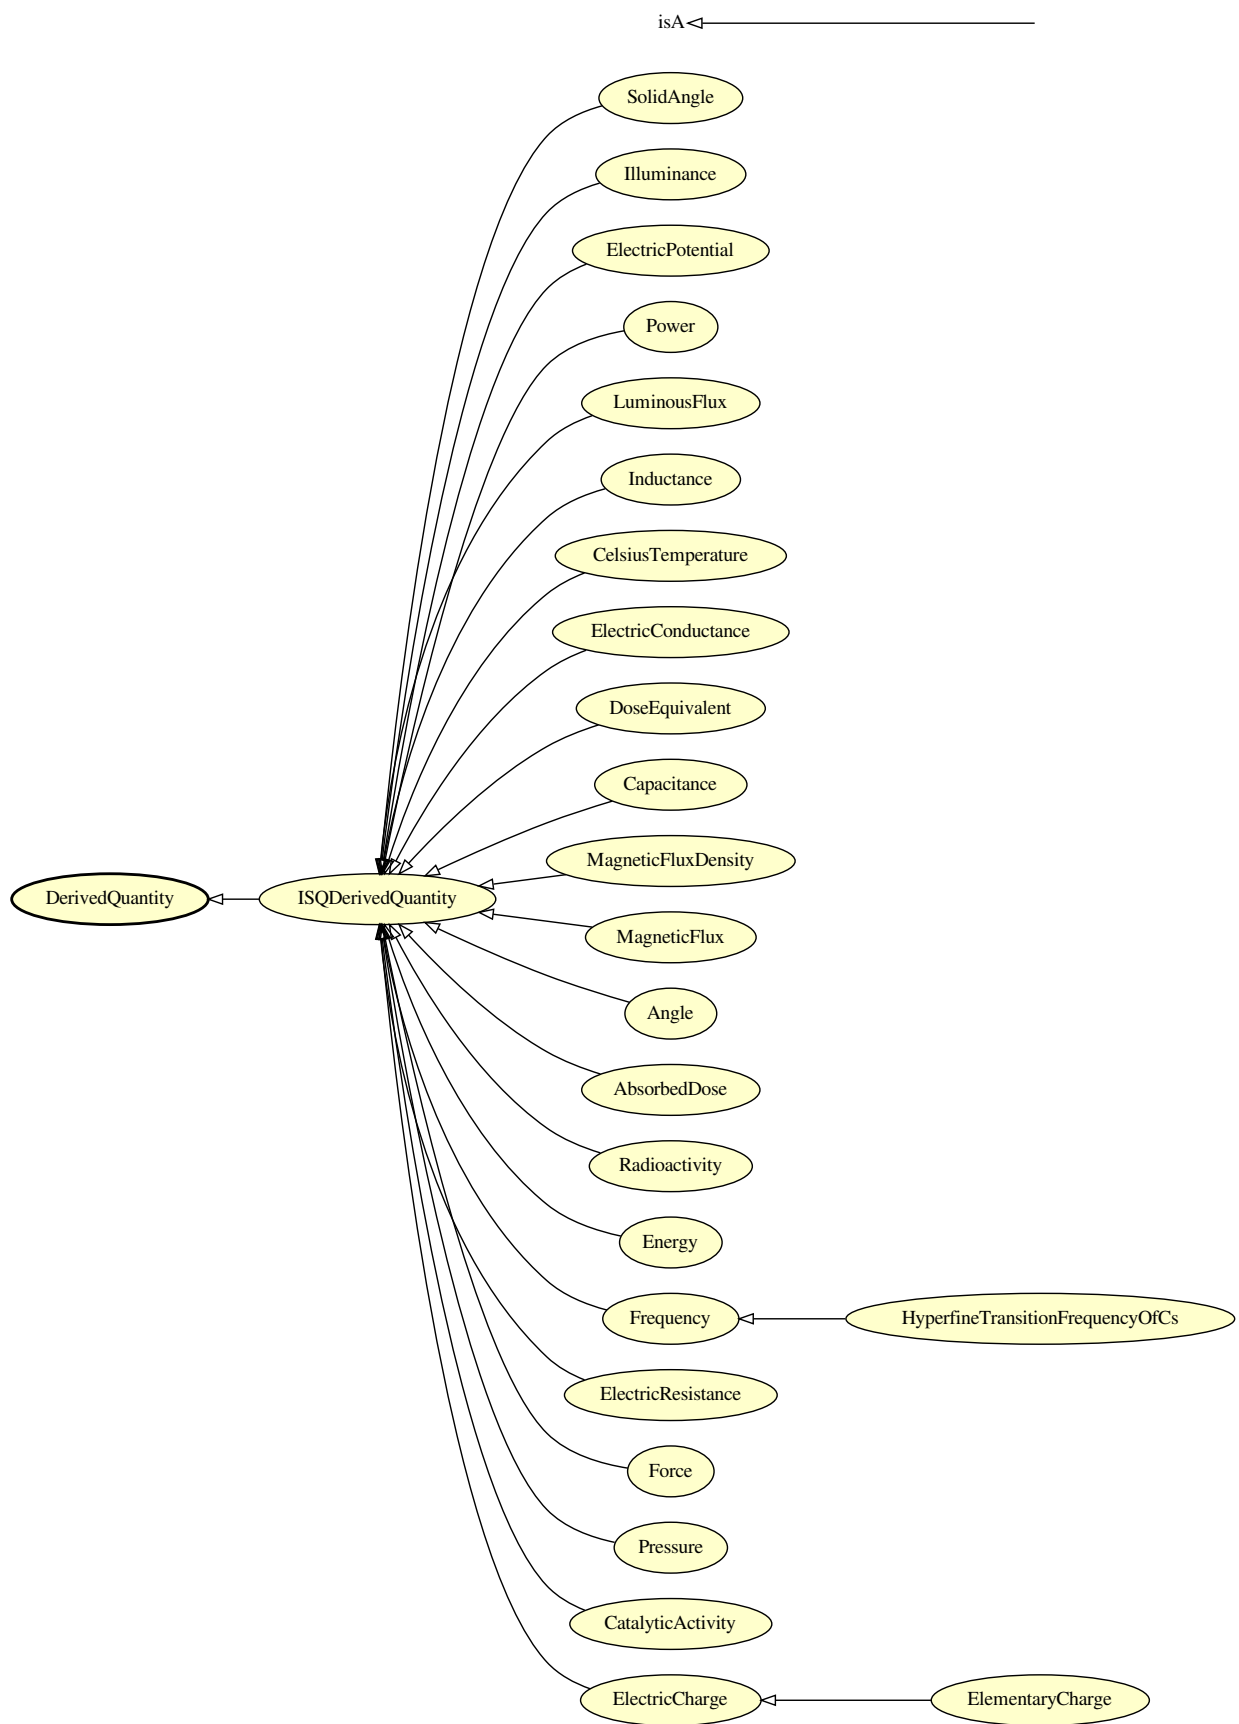 isA
SolidAngle
Illuminance
ElectricPotential
Power
LuminousFlux
Inductance
CelsiusTemperature
ElectricConductance
DoseEquivalent
Capacitance
MagneticFluxDensity
DerivedQuantity
ISQDerivedQuantity
MagneticFlux
Angle
AbsorbedDose
Radioactivity
Energy
Frequency
HyperfineTransitionFrequencyOfCs
ElectricResistance
Force
Pressure
CatalyticActivity
ElectricCharge
ElementaryCharge